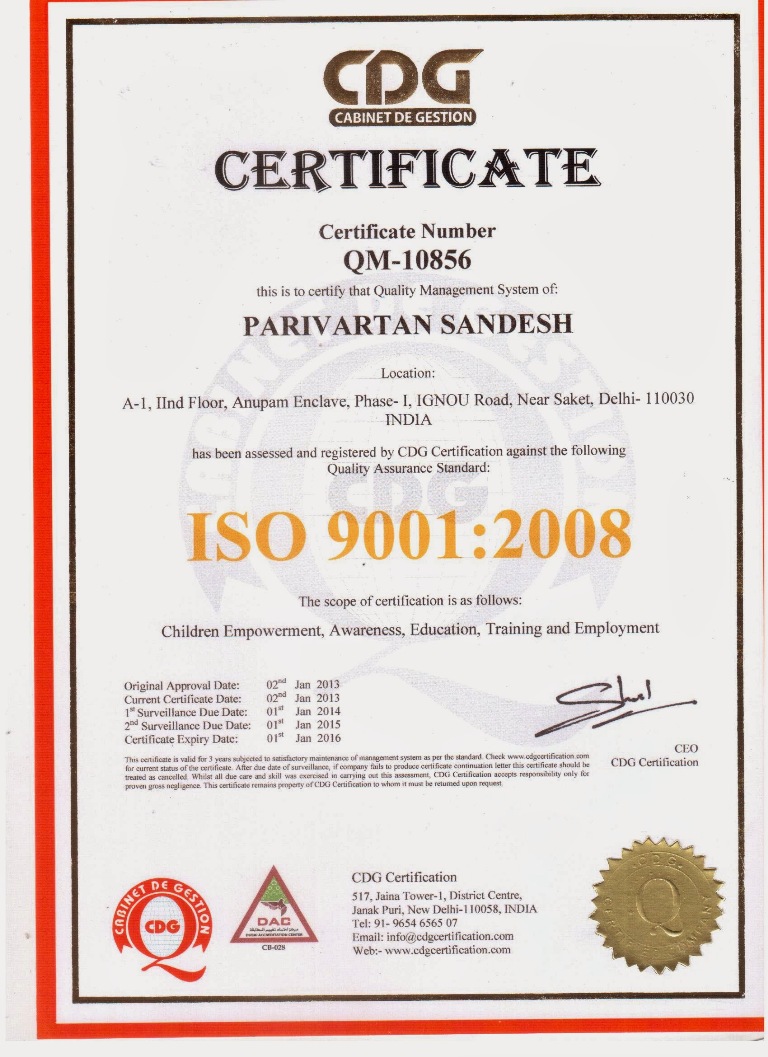 CDG
CABINET DE GESTION
CERTIFICATE
Certificate Number
QM-10856
this is to certify that Quality Management System of:
PARIVARTAN SANDESH
Location:
A-1, IInd Floor, Anupam Enclave, Phase- I, IGNOU Road, Near Saket, Delhi- 110030
INDIA
has been assessed and registered by CDG Certification against the following
Quality Assurance Standard:
CDG
ISO 9001:2008
The scope of certification is as follows:
Children Empowerment, Awareness, Education, Training and Employment
Original Approval Date: 02nd Jan 2013
Current Certificate Date: 02nd Jan 2013
1st Surveillance Due Date: 01st Jan 2014
2nd Surveillance Due Date: 01st Jan 2015
Certificate Expiry Date: 01st Jan 2016
This certificate is valid for 3 years subjected to satisfactory maintenance of management system as per the standard. Check www.cdgcertification.com
for current status of the certificate. After due date of surveillance, if company fails to produce certificate continuation letter this certificate should be
treated as cancelled. Whilst all due care and skill was exercised in carrying out this assessment, CDG Certification accepts responsibility only for
proven gross negligence. This certificate remains property of CDG Certification to whom it must be returned upon request.
CEO
CDG Certification
CABINET DE GESTION
CDG
DAC
DUBAI ACCREDITATION CENTER
CB-028
CDG Certification
517, Jaina Tower-1, District Centre,
Janak Puri, New Delhi-110058, INDIA
Tel: 91- 9654 6565 07
Email: info@cdgcertification.com
Web:- www.cdgcertification.com
CDG
Q